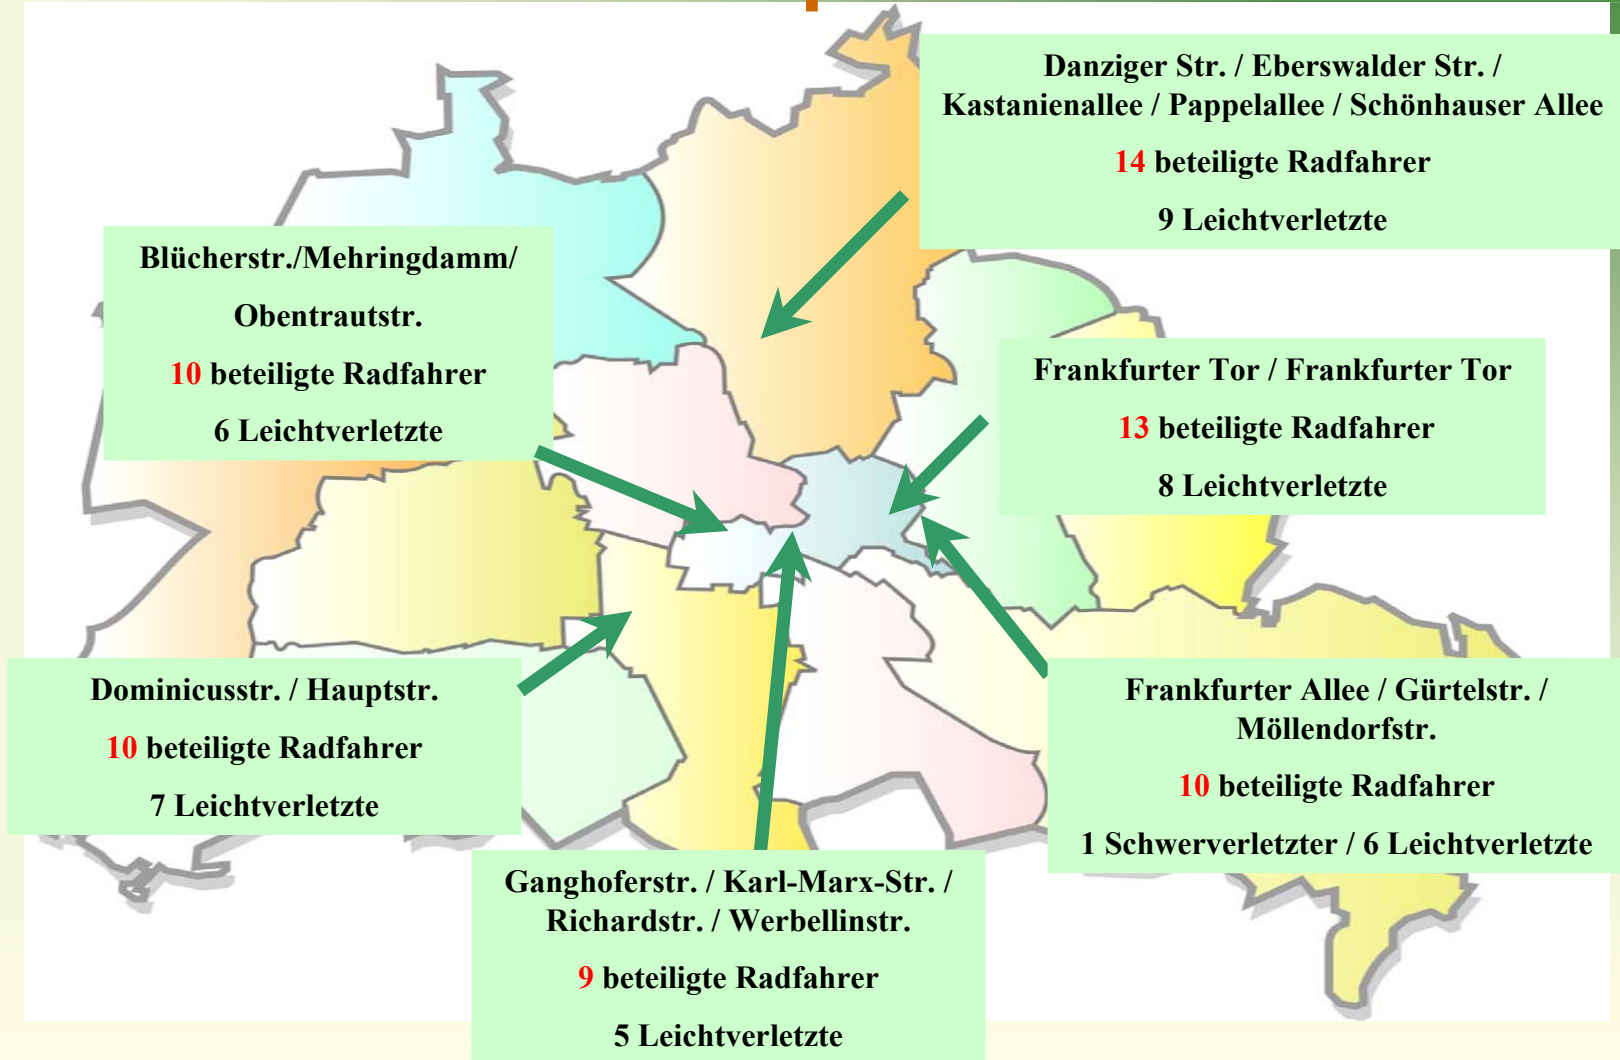 Danziger Str. / Eberswalder Str. /
Kastanienallee / Pappelallee / Schönhauser Allee
14 beteiligte Radfahrer
9 Leichtverletzte
Blücherstr./Mehringdamm/
Obentrautstr.
10 beteiligte Radfahrer
6 Leichtverletzte
Frankfurter Tor / Frankfurter Tor
13 beteiligte Radfahrer
8 Leichtverletzte
Dominicusstr. / Hauptstr.
10 beteiligte Radfahrer
7 Leichtverletzte
Frankfurter Allee / Gürtelstr. /
Möllendorfstr.
10 beteiligte Radfahrer
1 Schwerverletzter / 6 Leichtverletzte
Ganghoferstr. / Karl-Marx-Str. /
Richardstr. / Werbellinstr.
9 beteiligte Radfahrer
5 Leichtverletzte